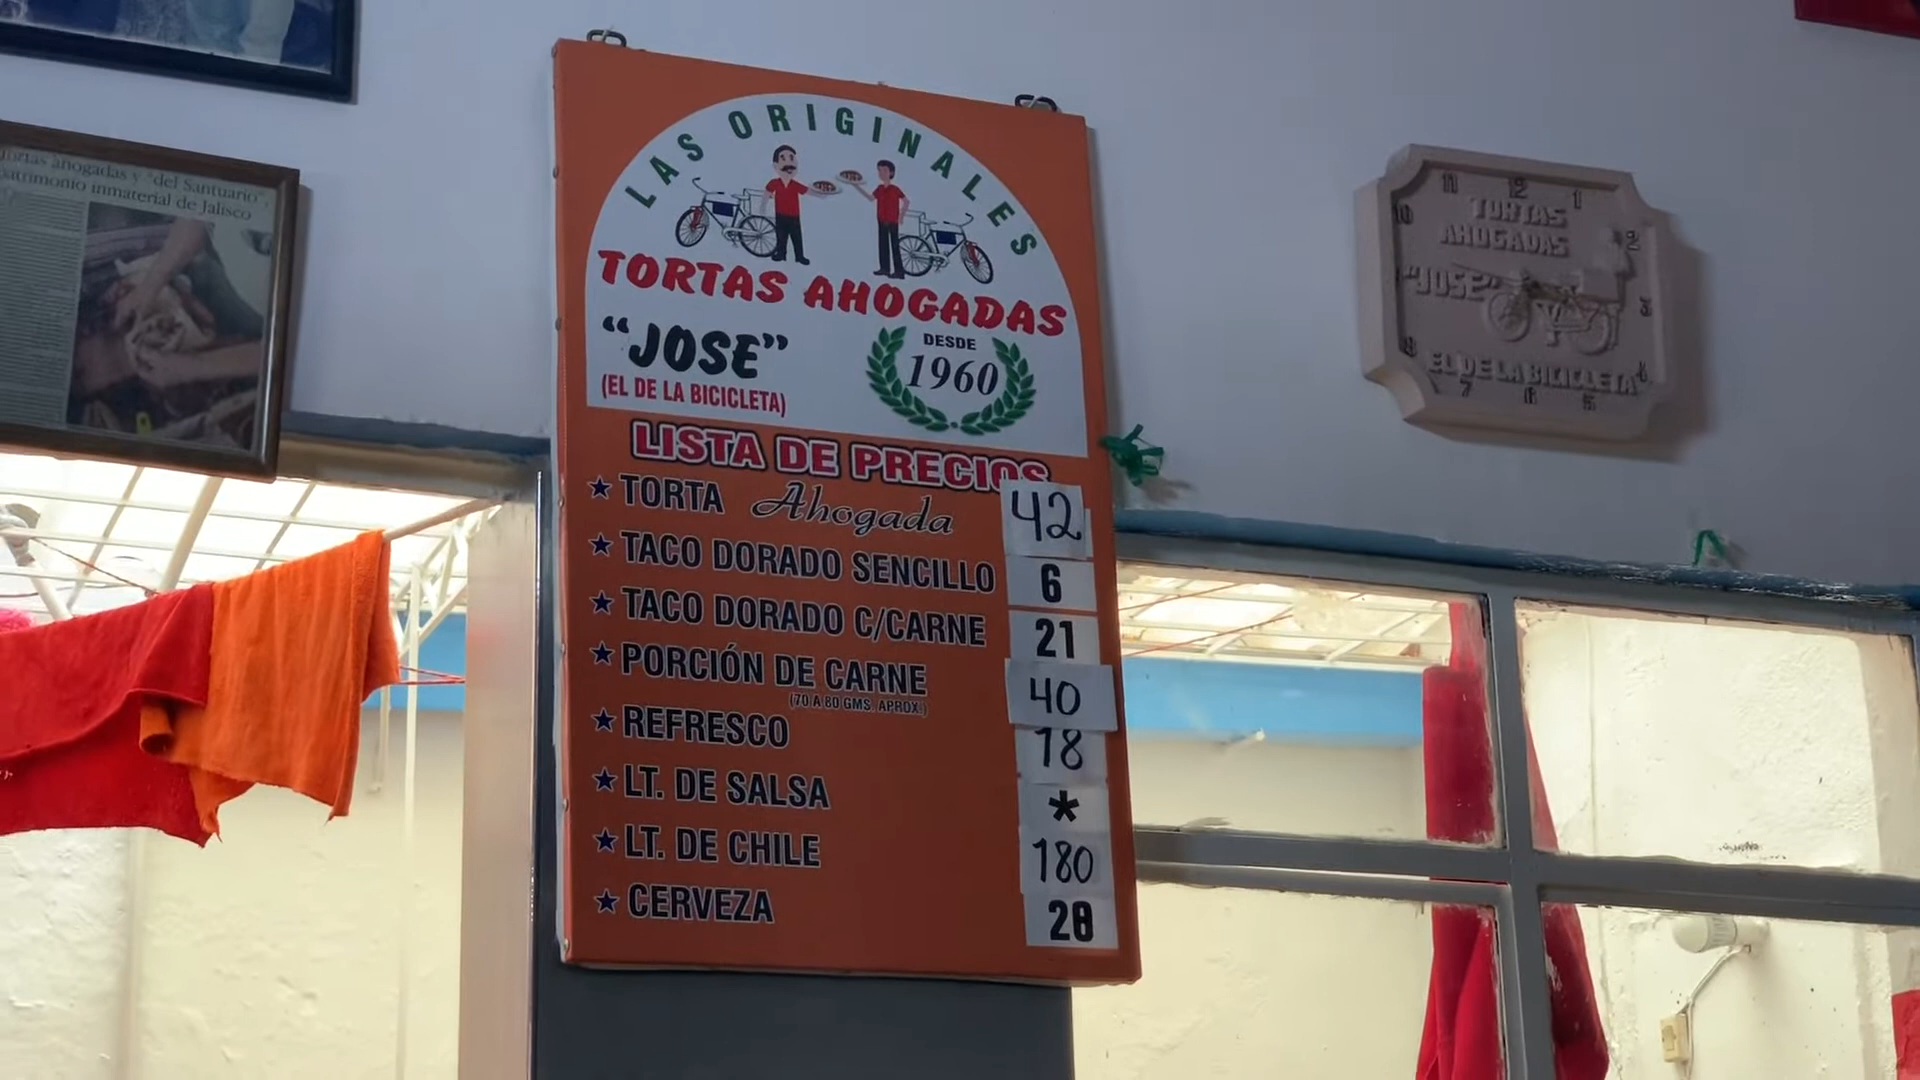 Tortas ahogadas y "del Santuario",
patrimonio inmaterial de Jalisco
LAS ORIGINALES
TORTAS AHOGADAS
"JOSE"
(EL DE LA BICICLETA)
DESDE
1960
LISTA DE PRECIOS
TORTA Ahogada 42
TACO DORADO SENCILLO 6
TACO DORADO C/CARNE 21
PORCIÓN DE CARNE 40
(70 A 80 GMS. APROX.)
REFRESCO 18
LT. DE SALSA *
LT. DE CHILE 180
CERVEZA 28
11 12 1
10 2
TORTAS
AHOGADAS
"JOSE"
3
EL DE LA BICICLETA
7 6 5